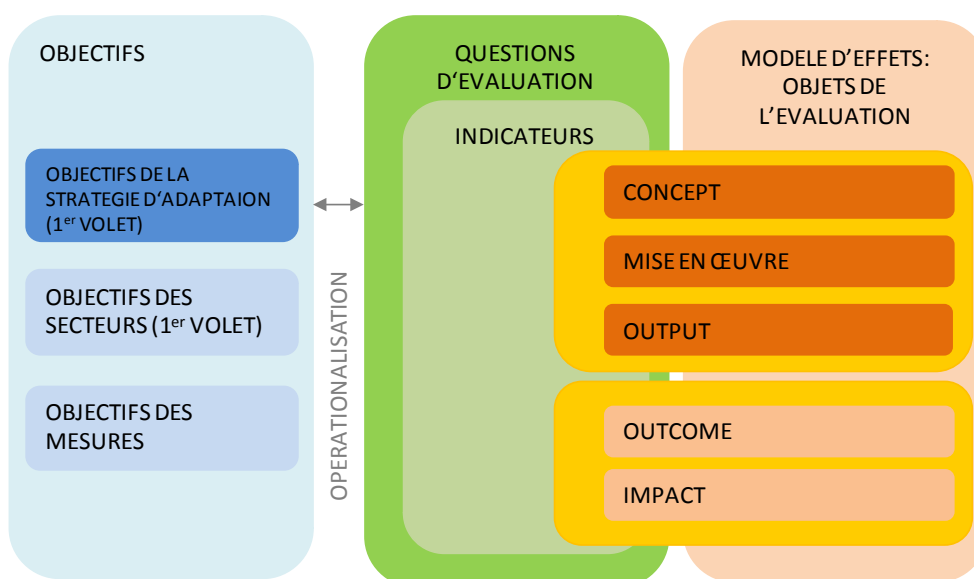 OBJECTIFS
OBJECTIFS DE LA
STRATEGIE D'ADAPTAION
(1er VOLET)
OBJECTIFS DES
SECTEURS (1er VOLET)
OBJECTIFS DES
MESURES
OPERATIONALISATION
QUESTIONS
D'EVALUATION
INDICATEURS
MODELE D'EFFETS:
OBJETS DE
L'EVALUATION
CONCEPT
MISE EN ŒUVRE
OUTPUT
OUTCOME
IMPACT